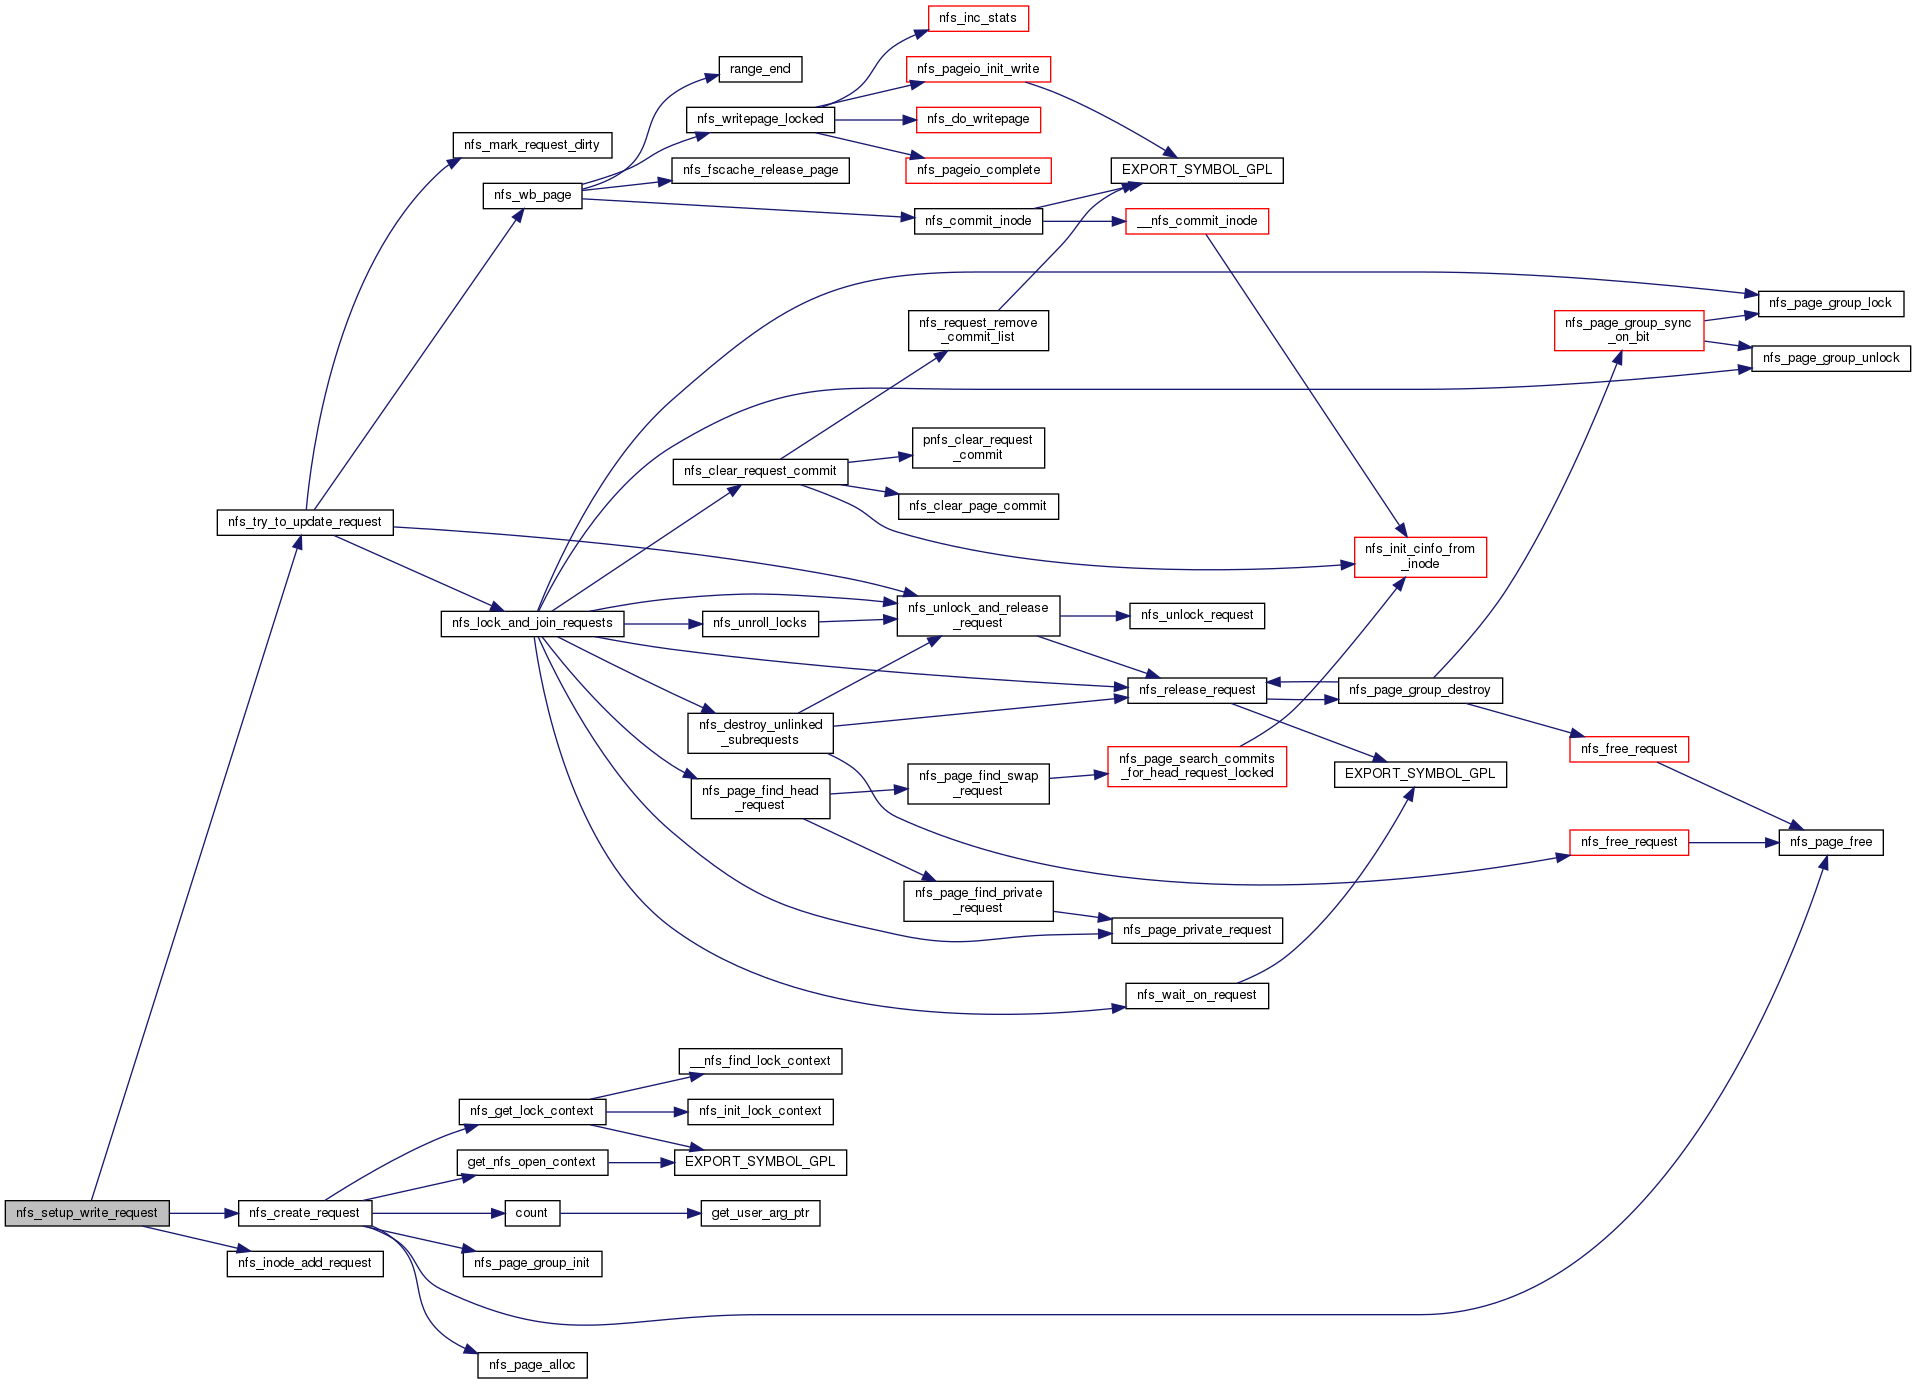 nfs_inc_stats
range_end
nfs_pageio_init_write
nfs_writepage_locked
nfs_do_writepage
nfs_mark_request_dirty
nfs_fscache_release_page
nfs_pageio_complete
EXPORT_SYMBOL_GPL
nfs_wb_page
nfs_commit_inode
__nfs_commit_inode
nfs_page_group_lock
nfs_request_remove
_commit_list
nfs_page_group_sync
_on_bit
nfs_page_group_unlock
pnfs_clear_request
_commit
nfs_clear_request_commit
nfs_clear_page_commit
nfs_try_to_update_request
nfs_init_cinfo_from
_inode
nfs_lock_and_join_requests
nfs_unroll_locks
nfs_unlock_and_release
_request
nfs_unlock_request
nfs_release_request
nfs_page_group_destroy
nfs_destroy_unlinked
_subrequests
nfs_free_request
nfs_page_search_commits
_for_head_request_locked
EXPORT_SYMBOL_GPL
nfs_page_find_swap
_request
nfs_page_find_head
_request
nfs_free_request
nfs_page_free
nfs_page_find_private
_request
nfs_page_private_request
nfs_wait_on_request
__nfs_find_lock_context
nfs_get_lock_context
nfs_init_lock_context
get_nfs_open_context
EXPORT_SYMBOL_GPL
nfs_setup_write_request
nfs_create_request
count
get_user_arg_ptr
nfs_inode_add_request
nfs_page_group_init
nfs_page_alloc